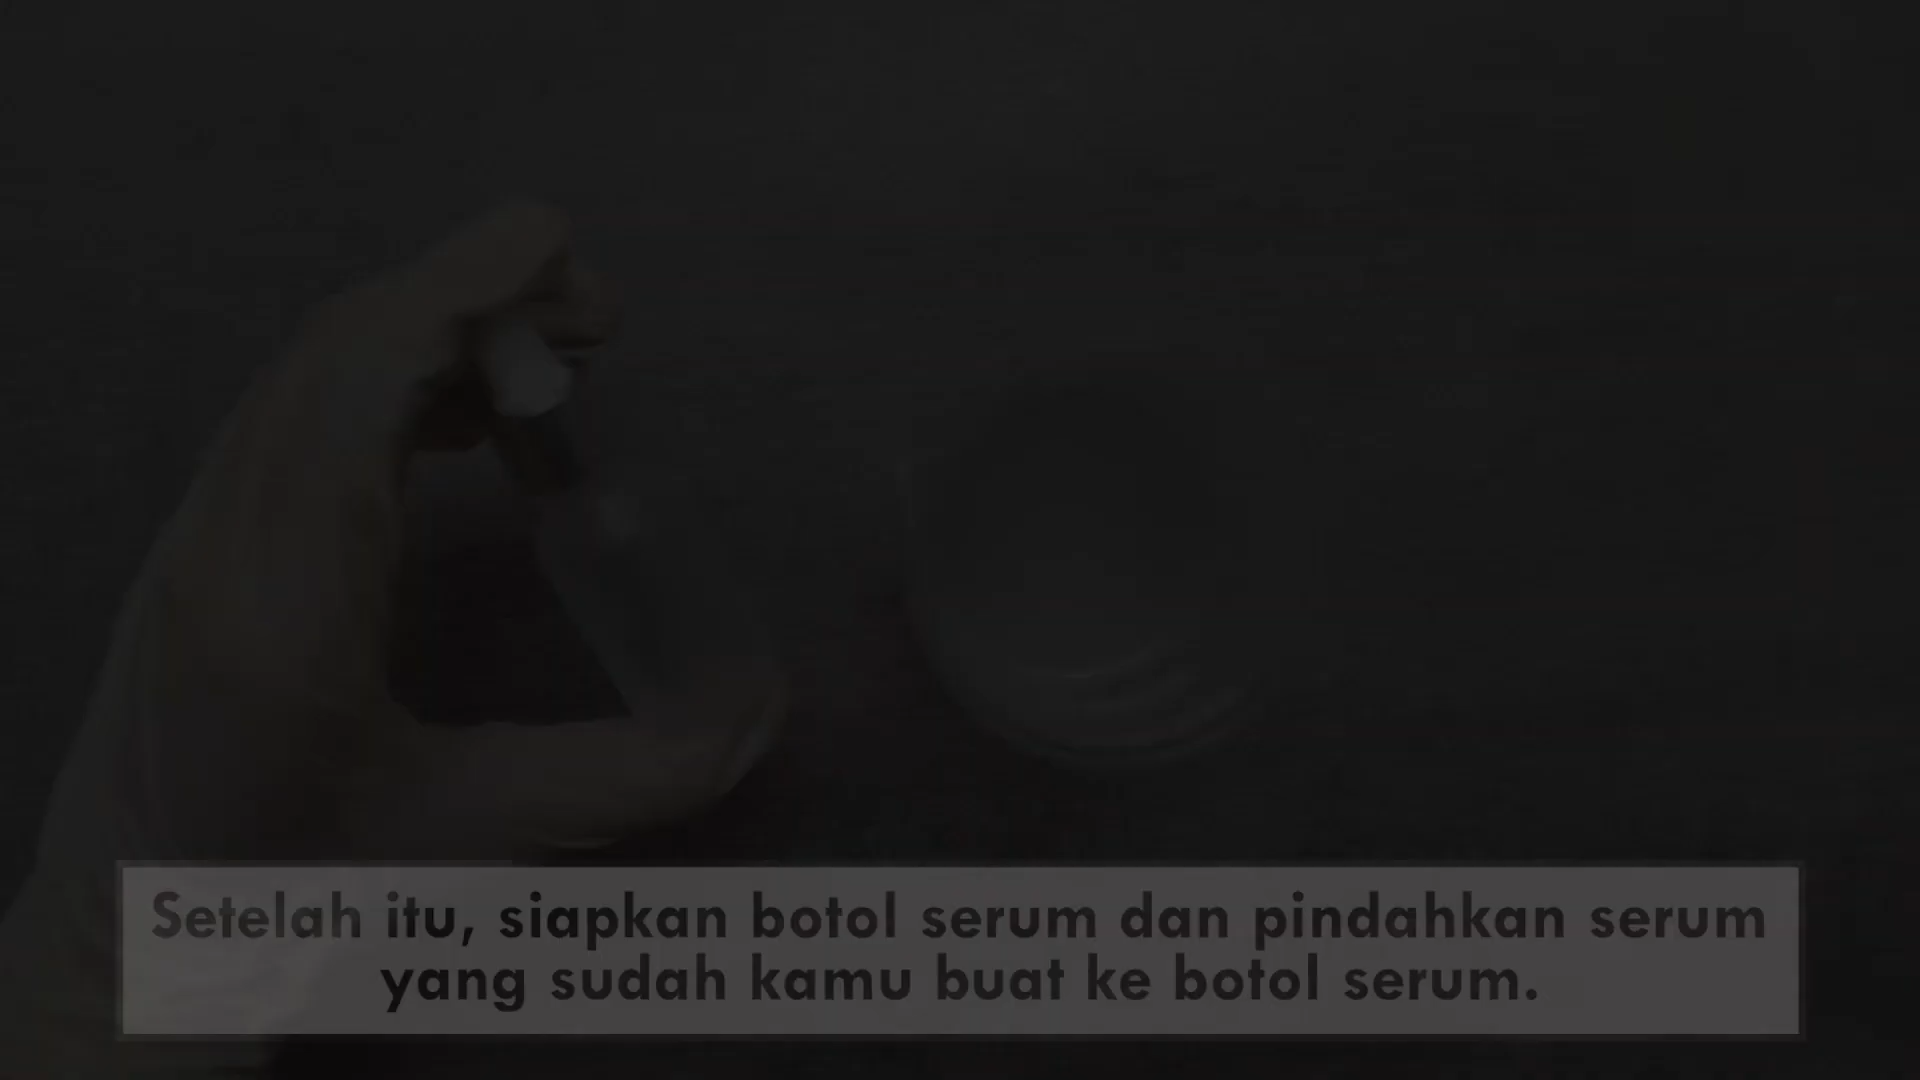 Setelah itu, siapkan botol serum dan pindahkan serum
yang sudah kamu buat ke botol serum.